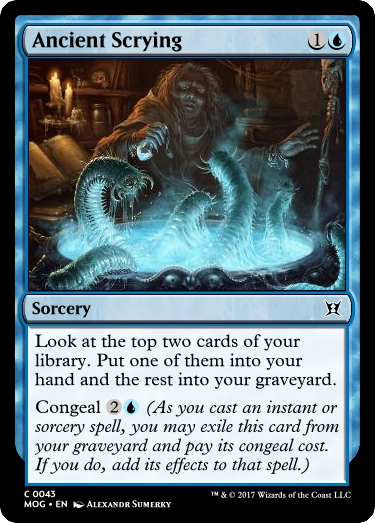 Ancient Scrying 1
Sorcery
Look at the top two cards of your
library. Put one of them into your
hand and the rest into your graveyard.
Congeal 2 (As you cast an instant or
sorcery spell, you may exile this card from
your graveyard and pay its congeal cost.
If you do, add its effects to that spell.)
C 0043
MOG • EN Alexandr Sumerky
™ & © 2017 Wizards of the Coast LLC